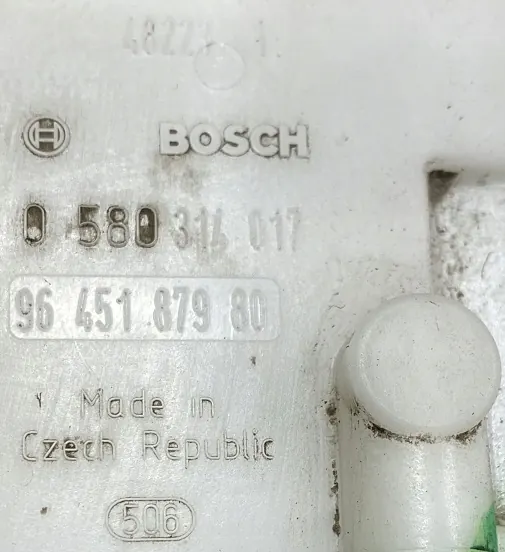 BOSCH
0 580 314 017
96 451 879 80
Made in
Czech Republic
506